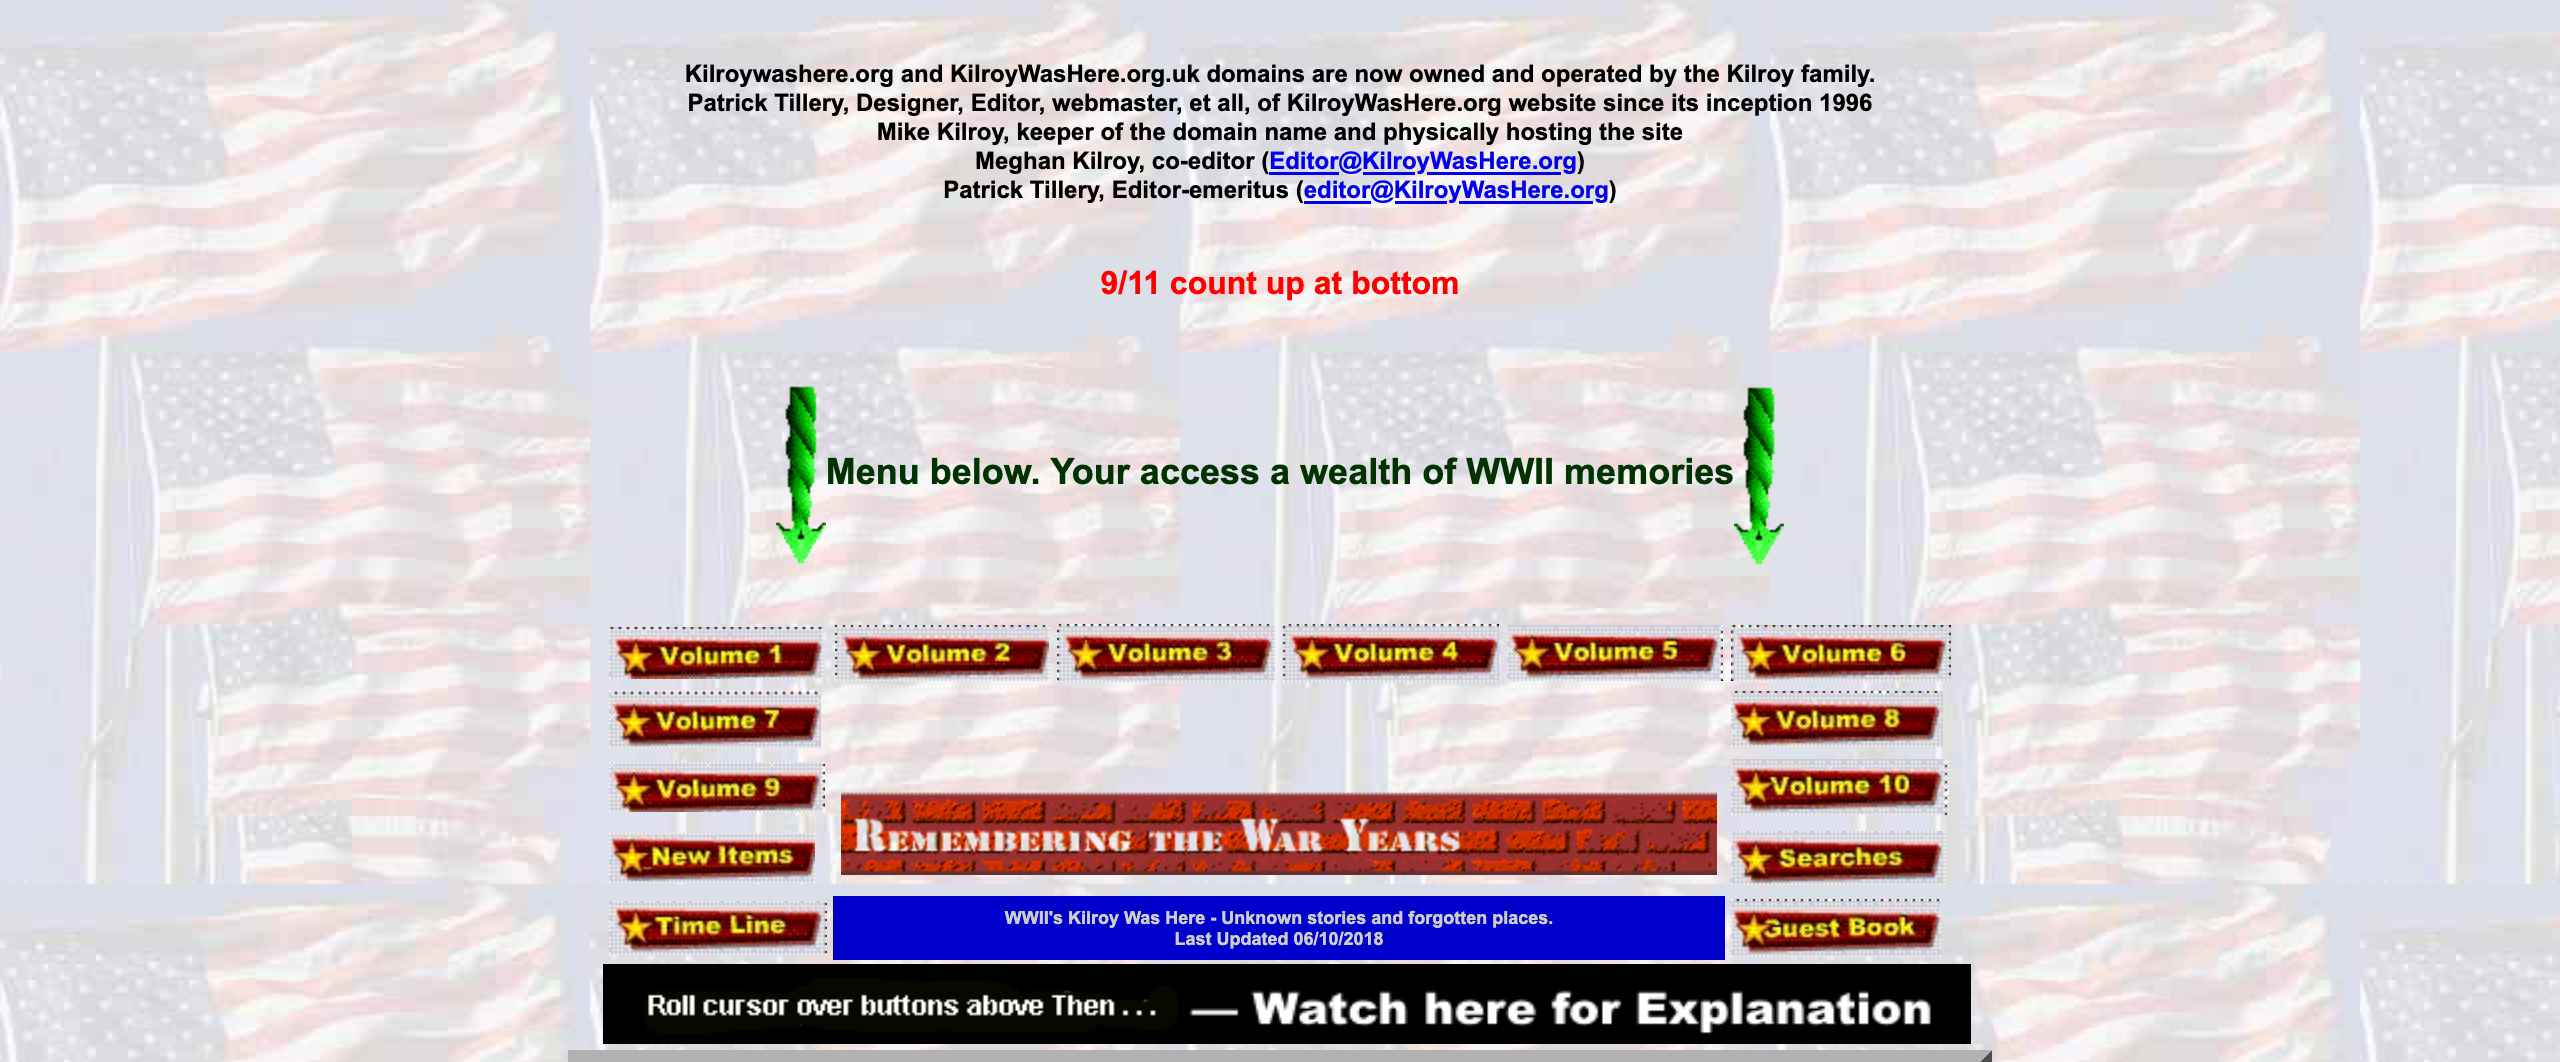 Kilroywashere.org and KilroyWasHere.org.uk domains are now owned and operated by the Kilroy family.
Patrick Tillery, Designer, Editor, webmaster, et all, of KilroyWasHere.org website since its inception 1996
Mike Kilroy, keeper of the domain name and physically hosting the site
Meghan Kilroy, co-editor (Editor@KilroyWasHere.org)
Patrick Tillery, Editor-emeritus (editor@KilroyWasHere.org)
9/11 count up at bottom
Menu below. Your access a wealth of WWII memories
Volume 1 Volume 2 Volume 3 Volume 4 Volume 5 Volume 6
Volume 7 Volume 8
Volume 9 Volume 10
Remembering the War Years
New Items Searches
Time Line Guest Book
WWII's Kilroy Was Here - Unknown stories and forgotten places.
Last Updated 06/10/2018
Roll cursor over buttons above Then . . . — Watch here for Explanation